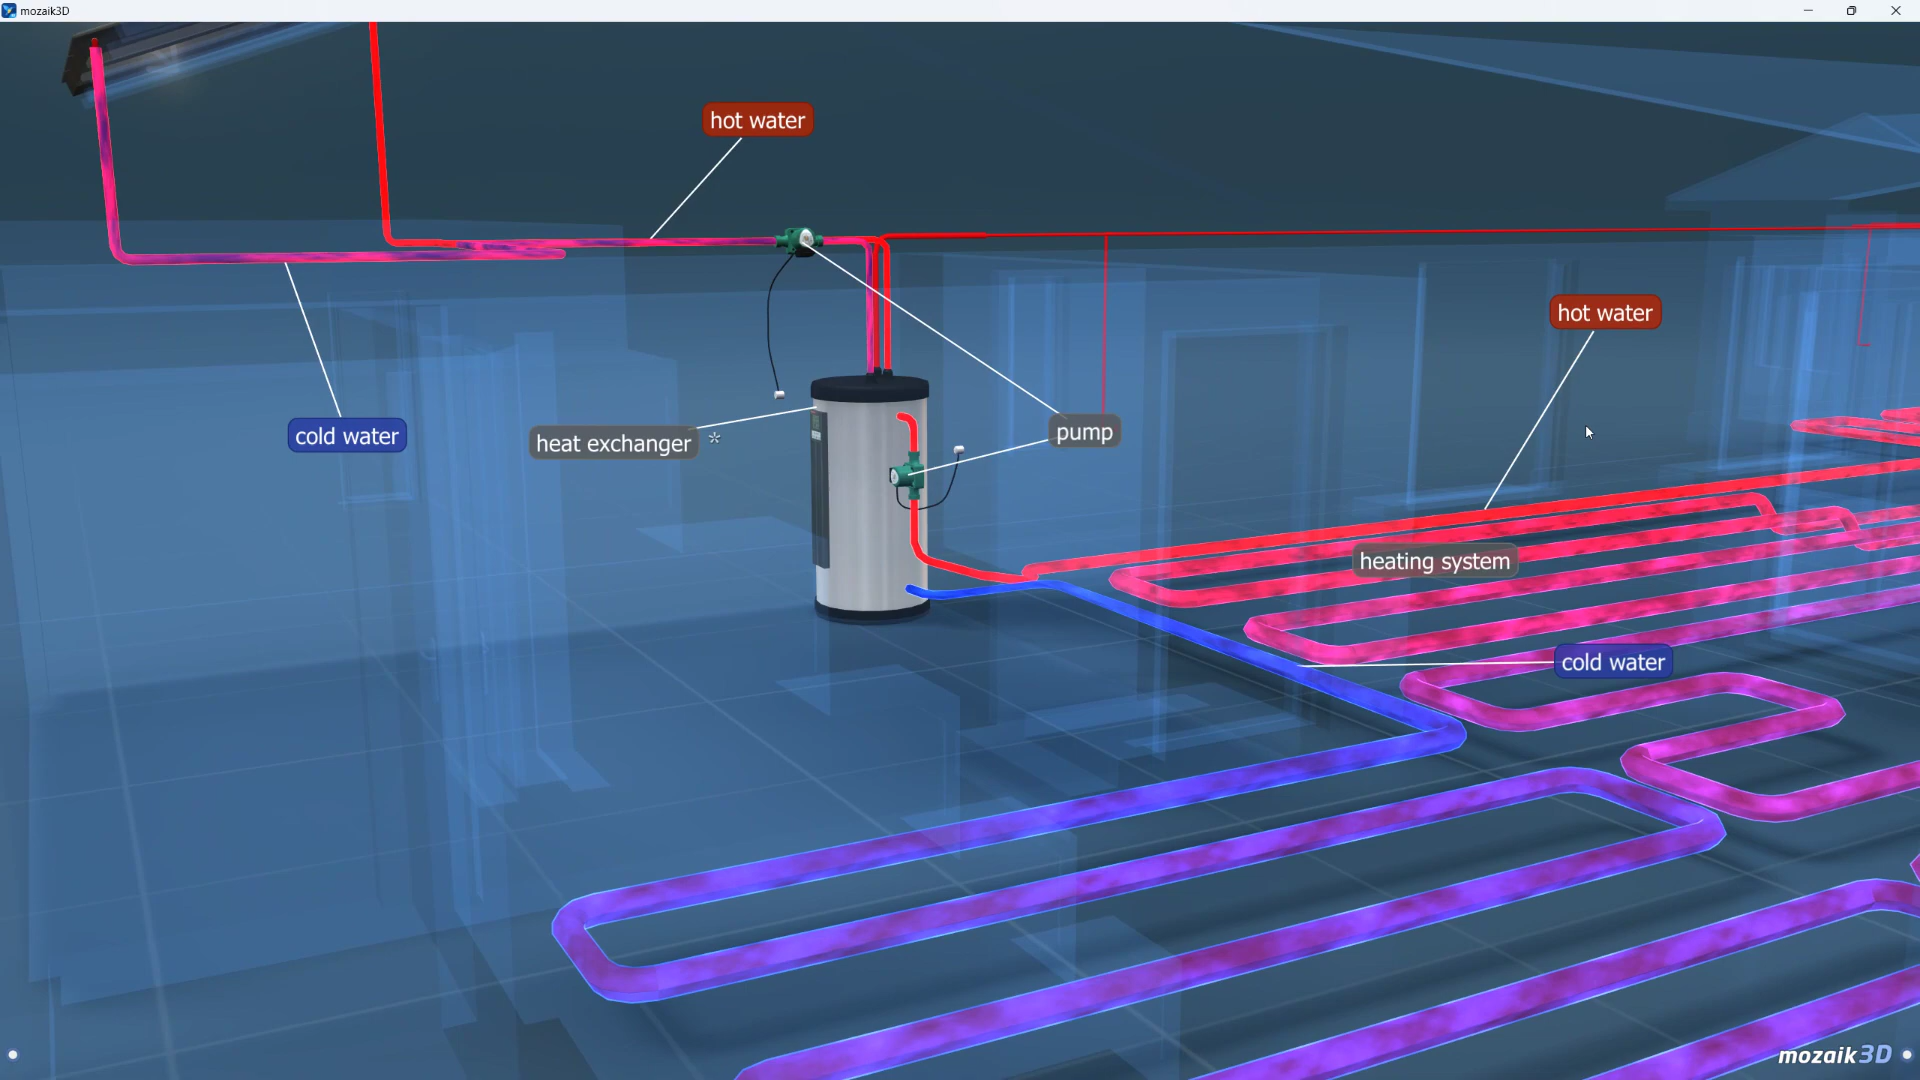 mozaik3D
hot water
hot water
cold water
heat exchanger
pump
heating system
cold water
mozaik3D